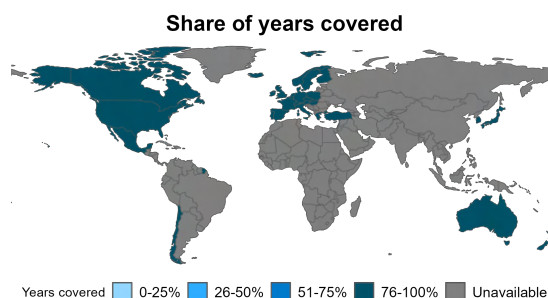 Share of years covered
Years covered 0-25% 26-50% 51-75% 76-100% Unavailable